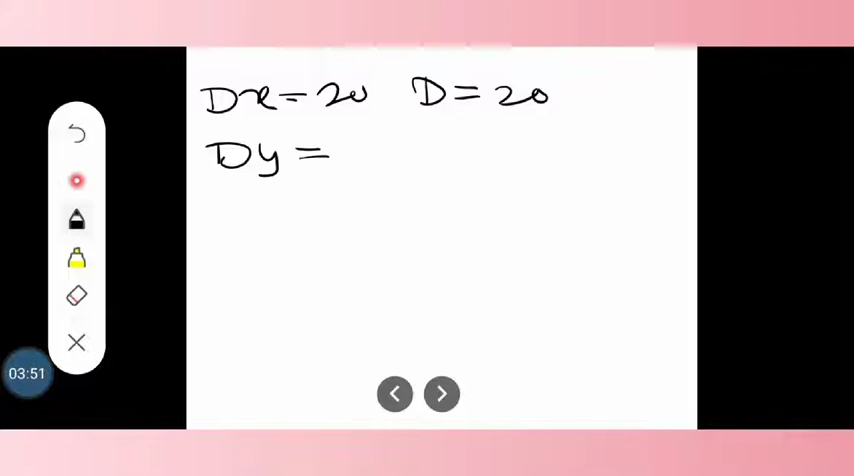 Dx = 20 D = 20
Dy =
03:51